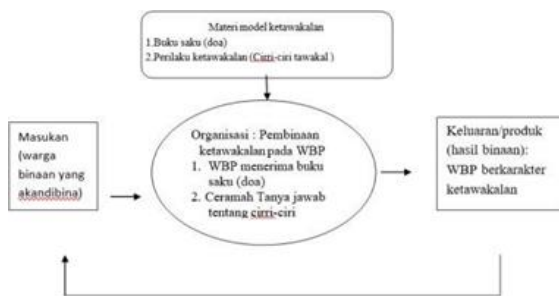 Materi model ketawakalan
1.Buku saku (doa)
2.Perilaku ketawakalan (Cirri-ciri tawakal )
Masukan
(warga
binaan yang
akandibina)
Organisasi : Pembinaan
ketawakalan pada WBP
1. WBP menerima buku
saku (doa)
2. Ceramah Tanya jawab
tentang cirri-ciri
Keluaran/produk
(hasil binaan):
WBP berkarakter
ketawakalan